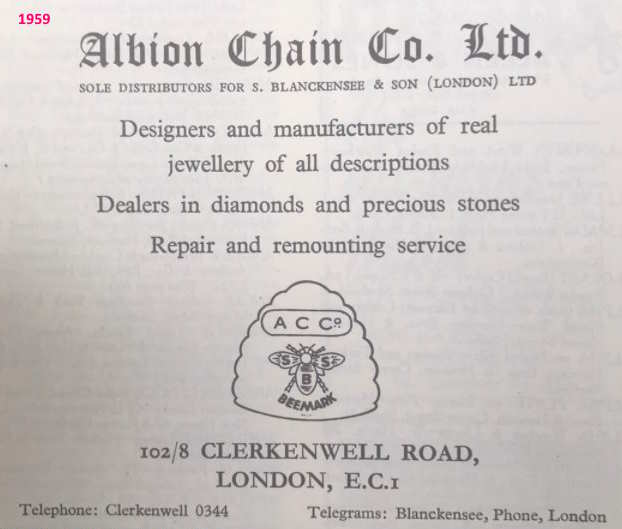 1959
Albion Chain Co. Ltd.
SOLE DISTRIBUTORS FOR S. BLANCKENSEE & SON (LONDON) LTD
Designers and manufacturers of real
jewellery of all descriptions
Dealers in diamonds and precious stones
Repair and remounting service
A C Cº
S S
B
BEEMARK
102/8 CLERKENWELL ROAD,
LONDON, E.C.1
Telephone: Clerkenwell 0344 Telegrams: Blanckensee, Phone, London